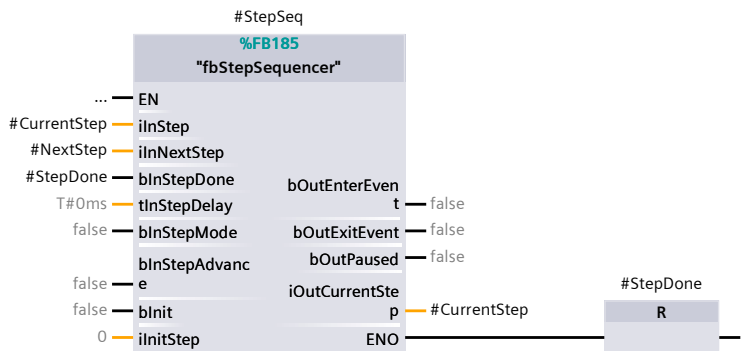 #StepSeq
%FB185
"fbStepSequencer"
... EN
#CurrentStep iInStep
#NextStep iInNextStep
#StepDone bInStepDone
bOutEnterEven
T#0ms tInStepDelay t false
false bInStepMode bOutExitEvent false
bOutPaused false
bInStepAdvanc
false e
iOutCurrentSte
#StepDone
false bInit p #CurrentStep R
0 iInitStep ENO